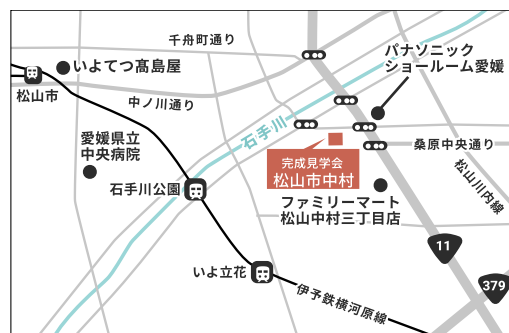 千舟町通り
パナソニック
ショールーム愛媛
いよてつ髙島屋
松山市
中ノ川通り
石手川
愛媛県立
中央病院
桑原中央通り
完成見学会
松山市中村
松山川内線
石手川公園
ファミリーマート
松山中村三丁目店
11
いよ立花
379
伊予鉄横河原線